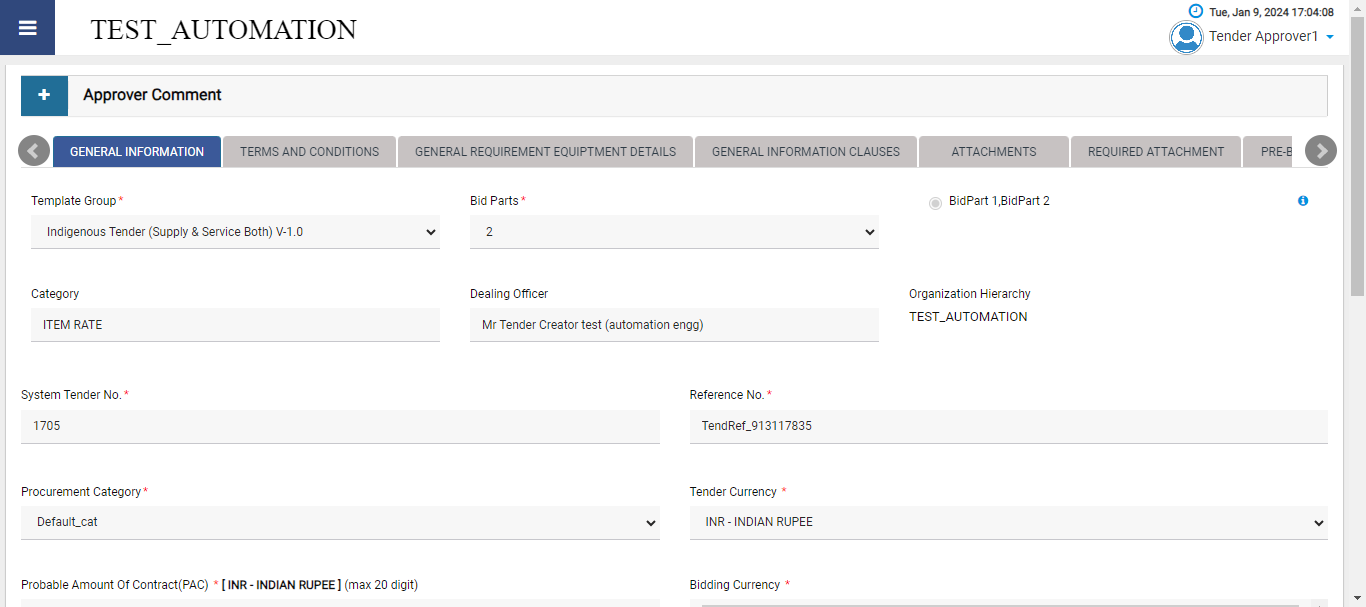 TEST_AUTOMATION
Tue, Jan 9, 2024 17:04:08
Tender Approver1
+ Approver Comment
GENERAL INFORMATION TERMS AND CONDITIONS GENERAL REQUIREMENT EQUIPTMENT DETAILS GENERAL INFORMATION CLAUSES ATTACHMENTS REQUIRED ATTACHMENT PRE-B
Template Group * Bid Parts * BidPart 1,BidPart 2
Indigenous Tender (Supply & Service Both) V-1.0 2
Category Dealing Officer Organization Hierarchy
ITEM RATE Mr Tender Creator test (automation engg) TEST_AUTOMATION
System Tender No. * Reference No. *
1705 TendRef_913117835
Procurement Category * Tender Currency *
Default_cat INR - INDIAN RUPEE
Probable Amount Of Contract(PAC) * [ INR - INDIAN RUPEE ] (max 20 digit) Bidding Currency *